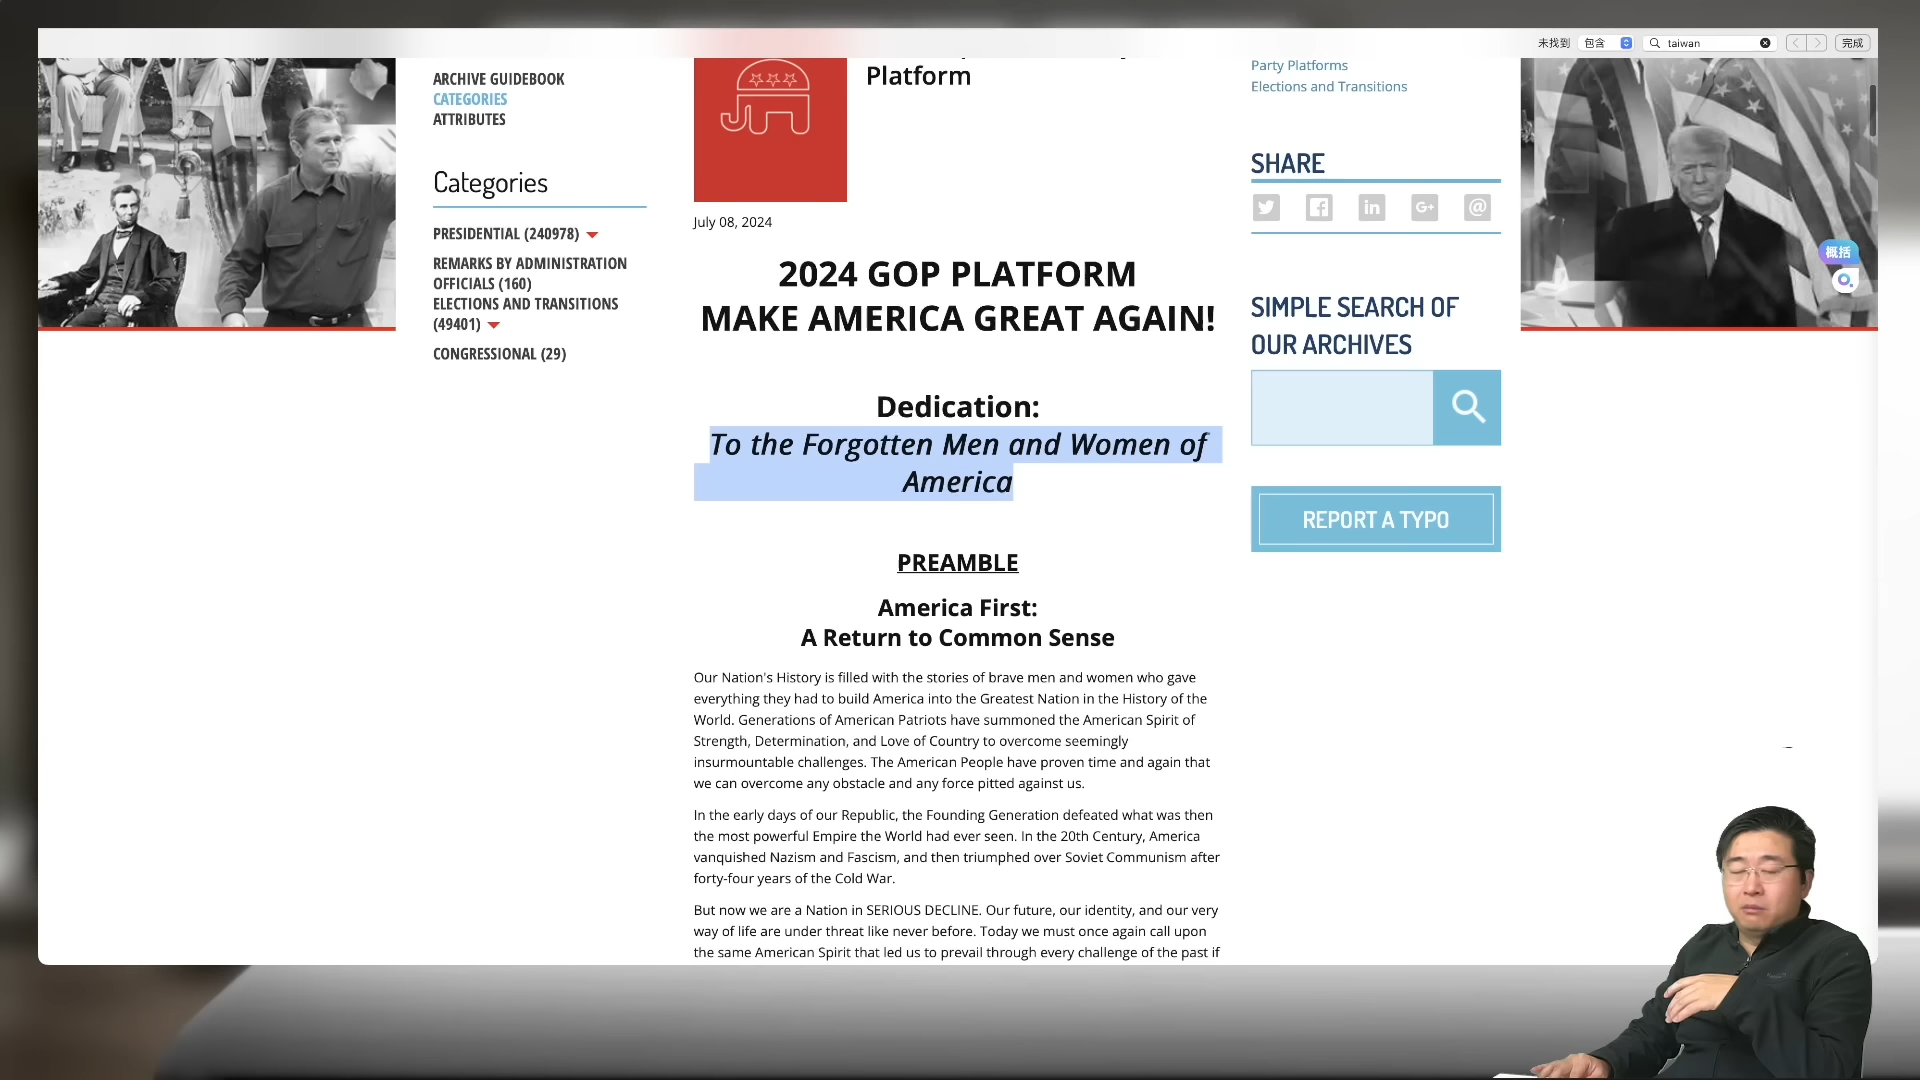 未找到 包含 taiwan 完成
ARCHIVE GUIDEBOOK
CATEGORIES
ATTRIBUTES
Categories
PRESIDENTIAL (240978)
REMARKS BY ADMINISTRATION
OFFICIALS (160)
ELECTIONS AND TRANSITIONS
(49401)
CONGRESSIONAL (29)
Platform
July 08, 2024
2024 GOP PLATFORM
MAKE AMERICA GREAT AGAIN!
Dedication:
To the Forgotten Men and Women of
America
PREAMBLE
America First:
A Return to Common Sense
Our Nation's History is filled with the stories of brave men and women who gave
everything they had to build America into the Greatest Nation in the History of the
World. Generations of American Patriots have summoned the American Spirit of
Strength, Determination, and Love of Country to overcome seemingly
insurmountable challenges. The American People have proven time and again that
we can overcome any obstacle and any force pitted against us.
In the early days of our Republic, the Founding Generation defeated what was then
the most powerful Empire the World had ever seen. In the 20th Century, America
vanquished Nazism and Fascism, and then triumphed over Soviet Communism after
forty-four years of the Cold War.
But now we are a Nation in SERIOUS DECLINE. Our future, our identity, and our very
way of life are under threat like never before. Today we must once again call upon
the same American Spirit that led us to prevail through every challenge of the past if
Party Platforms
Elections and Transitions
SHARE
in
G+
@
SIMPLE SEARCH OF
OUR ARCHIVES
REPORT A TYPO
概括